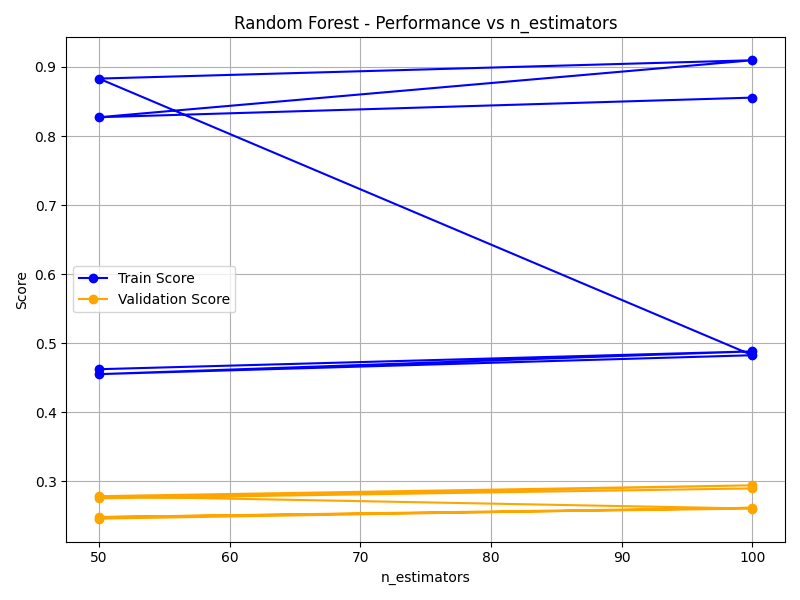 Random Forest - Performance vs n_estimators
Score
0.9
0.8
0.7
0.6
0.5
0.4
0.3
Train Score
Validation Score
50
60
70
80
90
100
n_estimators